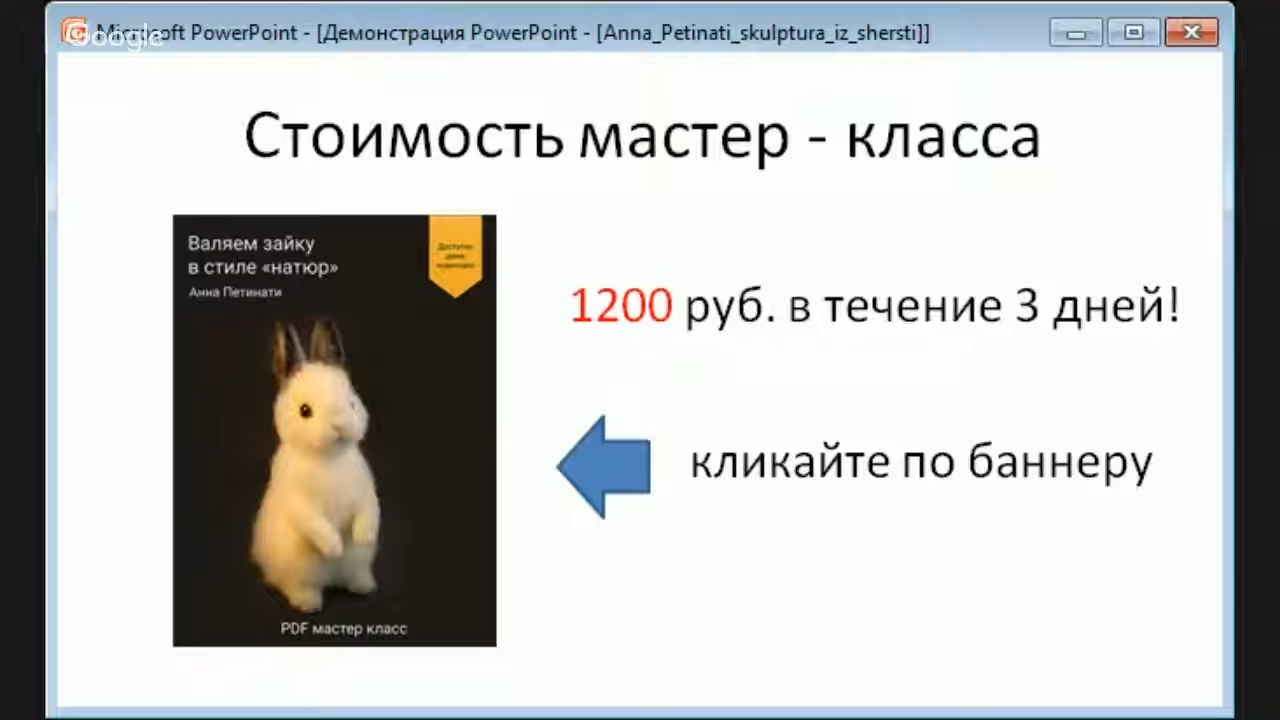 Microsoft PowerPoint - [Демонстрация PowerPoint - [Anna_Petinati_skulptura_iz_shersti]]
Google
Стоимость мастер - класса
Валяем зайку
в стиле «натюр»
Анна Петинати
PDF мастер класс
1200 руб. в течение 3 дней!
кликайте по баннеру